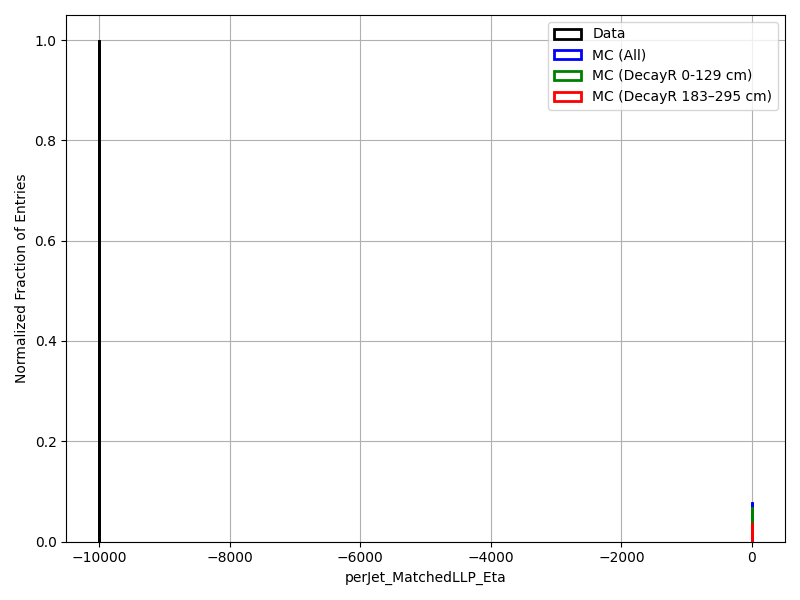 Data
MC (All)
MC (DecayR 0-129 cm)
MC (DecayR 183–295 cm)
Normalized Fraction of Entries
1.0
0.8
0.6
0.4
0.2
0.0
−10000
−8000
−6000
−4000
−2000
0
perJet_MatchedLLP_Eta